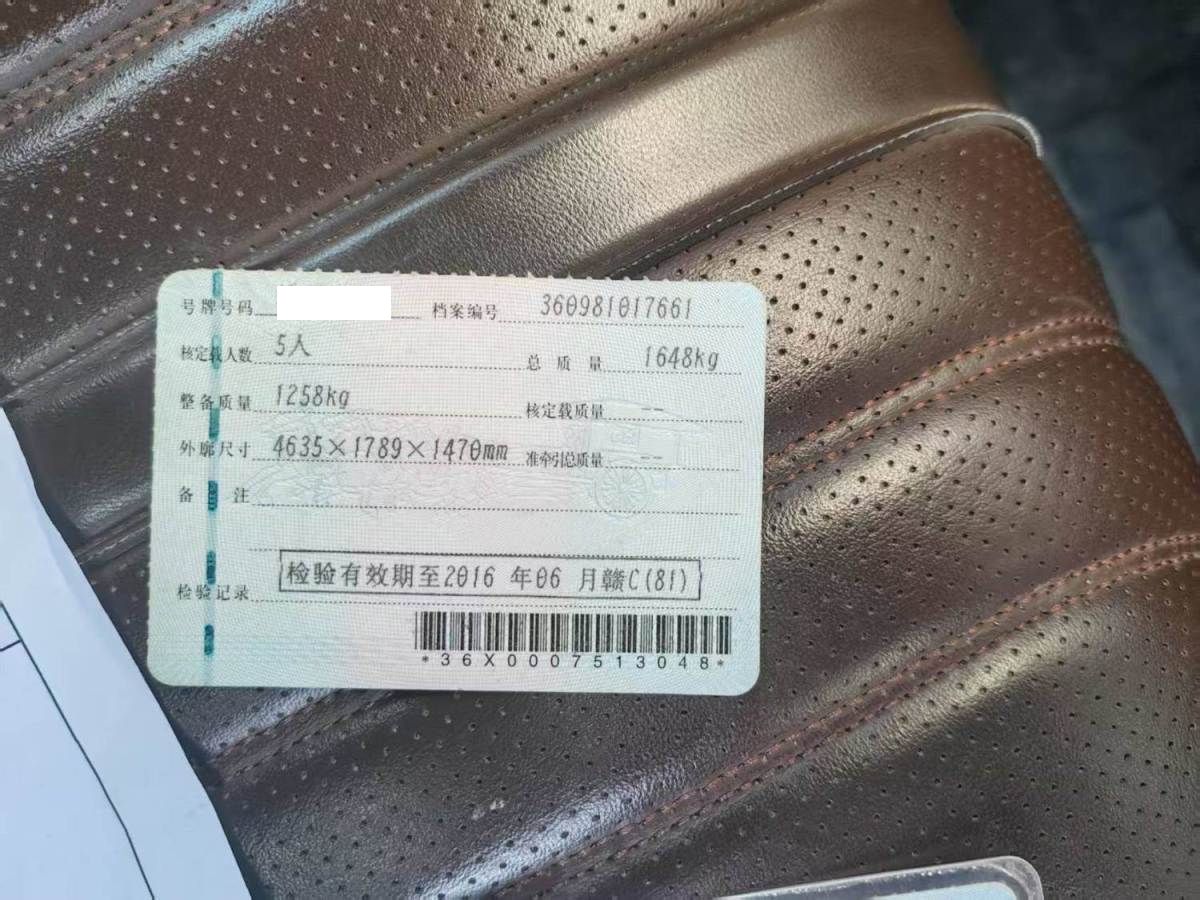 号牌号码 档案编号 360981017661
核定载人数 5人 总质量 1648kg
整备质量 1258kg 核定载质量 --
外廓尺寸 4635×1789×1470mm 准牵引总质量 --
备注
检验记录 检验有效期至2016 年06 月赣C(81)
*36X0007513048*